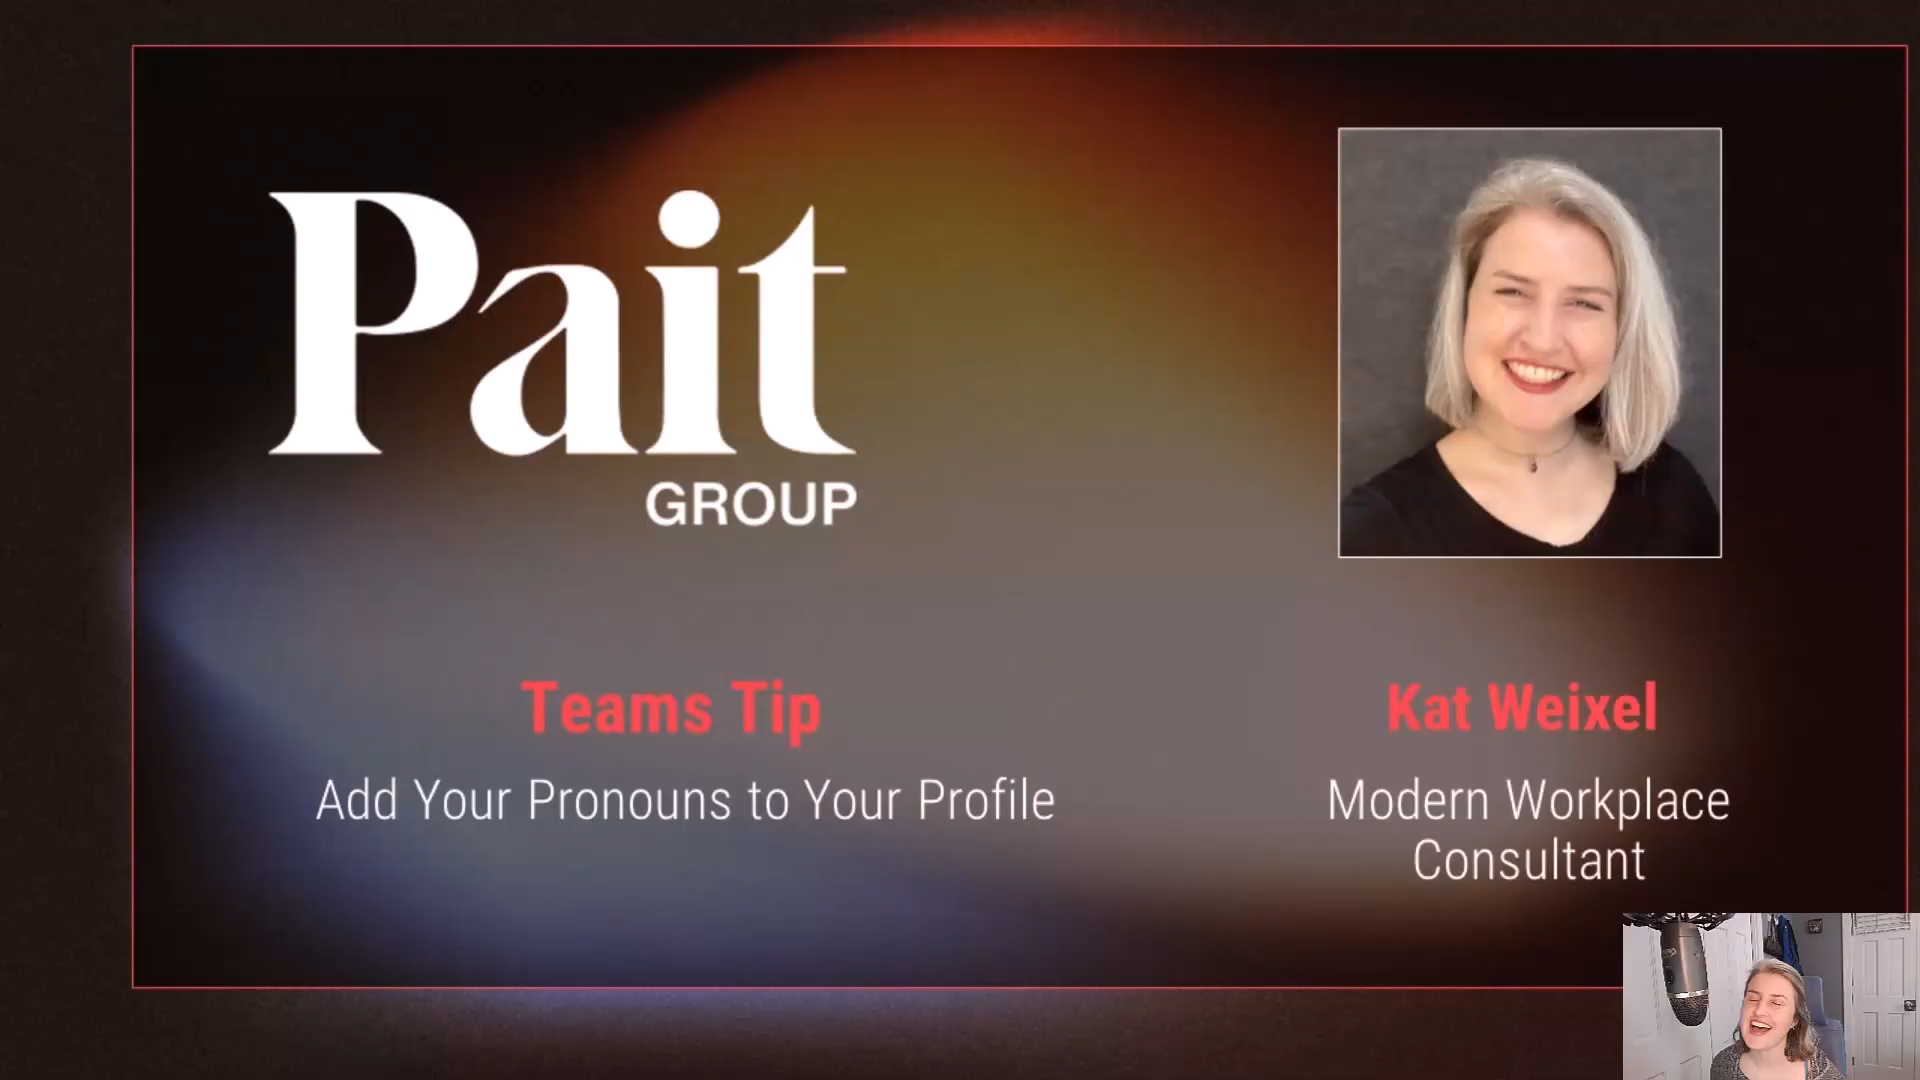 Pait
GROUP
Teams Tip
Add Your Pronouns to Your Profile
Kat Weixel
Modern Workplace
Consultant